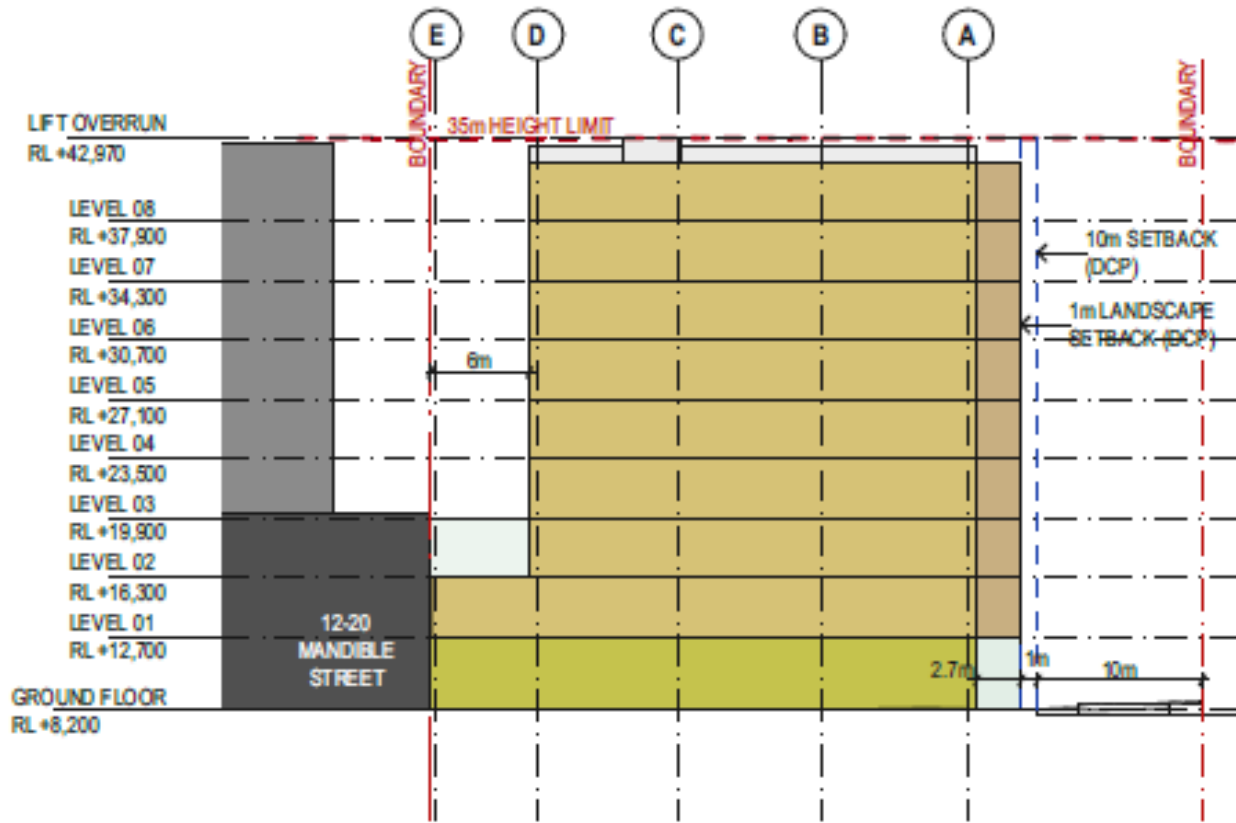 E D C B A
BOUNDARY
BOUNDARY
35m HEIGHT LIMIT
LIFT OVERRUN
RL +42,970
LEVEL 08
RL +37,900
LEVEL 07
RL +34,300
LEVEL 06
RL +30,700
LEVEL 05
RL +27,100
LEVEL 04
RL +23,500
LEVEL 03
RL +19,900
LEVEL 02
RL +16,300
LEVEL 01
RL +12,700
GROUND FLOOR
RL +8,200
6m
10m SETBACK
(DCP)
1m LANDSCAPE
SETBACK (DCP)
12-20
MANDIBLE
STREET
2.7m
1m
10m